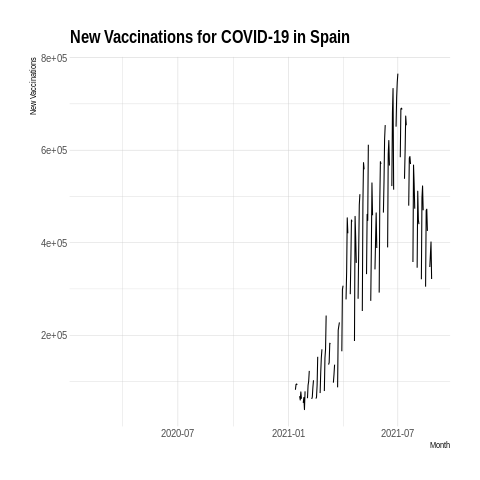 New Vaccinations for COVID-19 in Spain
New Vaccinations
8e+05
6e+05
4e+05
2e+05
2020-07
2021-01
2021-07
Month